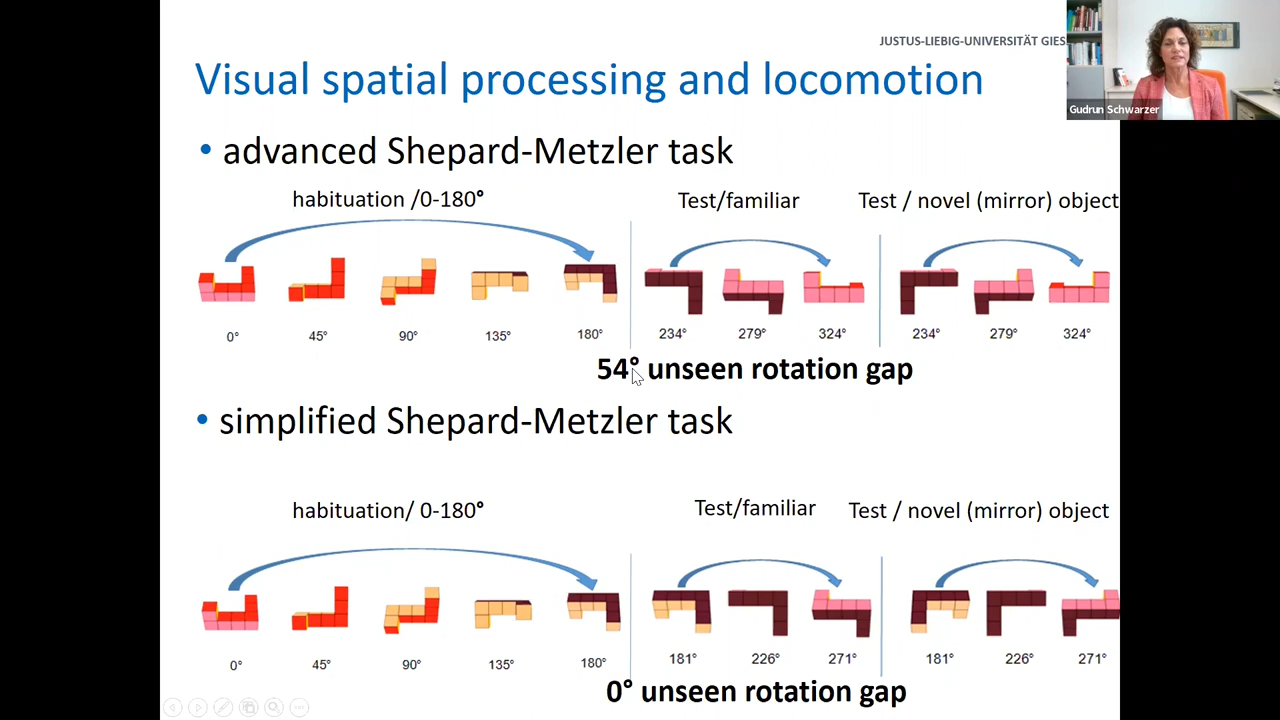 JUSTUS-LIEBIG-UNIVERSITÄT GIES
Gudrun Schwarzer
Visual spatial processing and locomotion
• advanced Shepard-Metzler task
habituation /0-180°
Test/familiar
Test / novel (mirror) object
0° 45° 90° 135° 180° 234° 279° 324° 234° 279° 324°
54° unseen rotation gap
• simplified Shepard-Metzler task
habituation/ 0-180°
Test/familiar
Test / novel (mirror) object
0° 45° 90° 135° 180° 181° 226° 271° 181° 226° 271°
0° unseen rotation gap